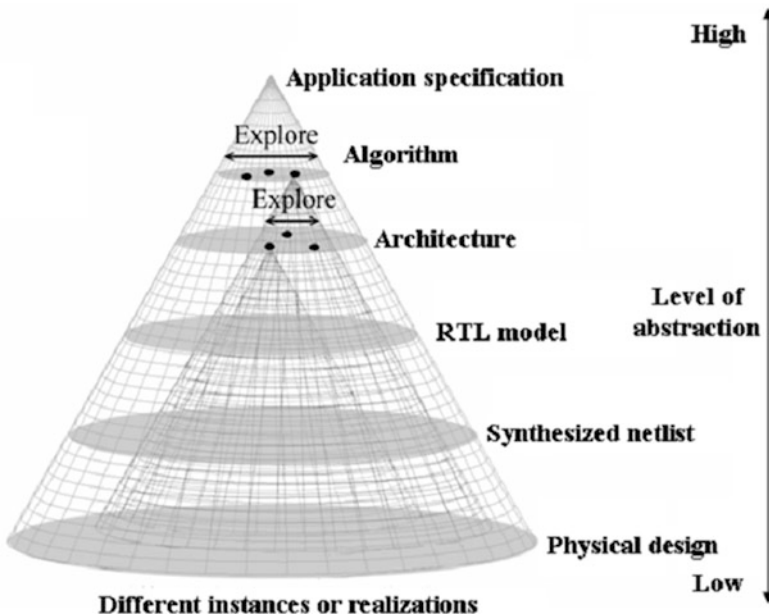 High
Application specification
Explore
Algorithm
Explore
Architecture
Level of
abstraction
RTL model
Synthesized netlist
Physical design
Low
Different instances or realizations